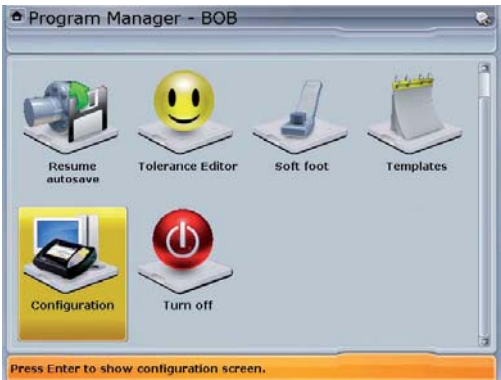 Program Manager - BOB
Resume
autosave
Tolerance Editor
Soft foot
Templates
Configuration
Turn off
Press Enter to show configuration screen.